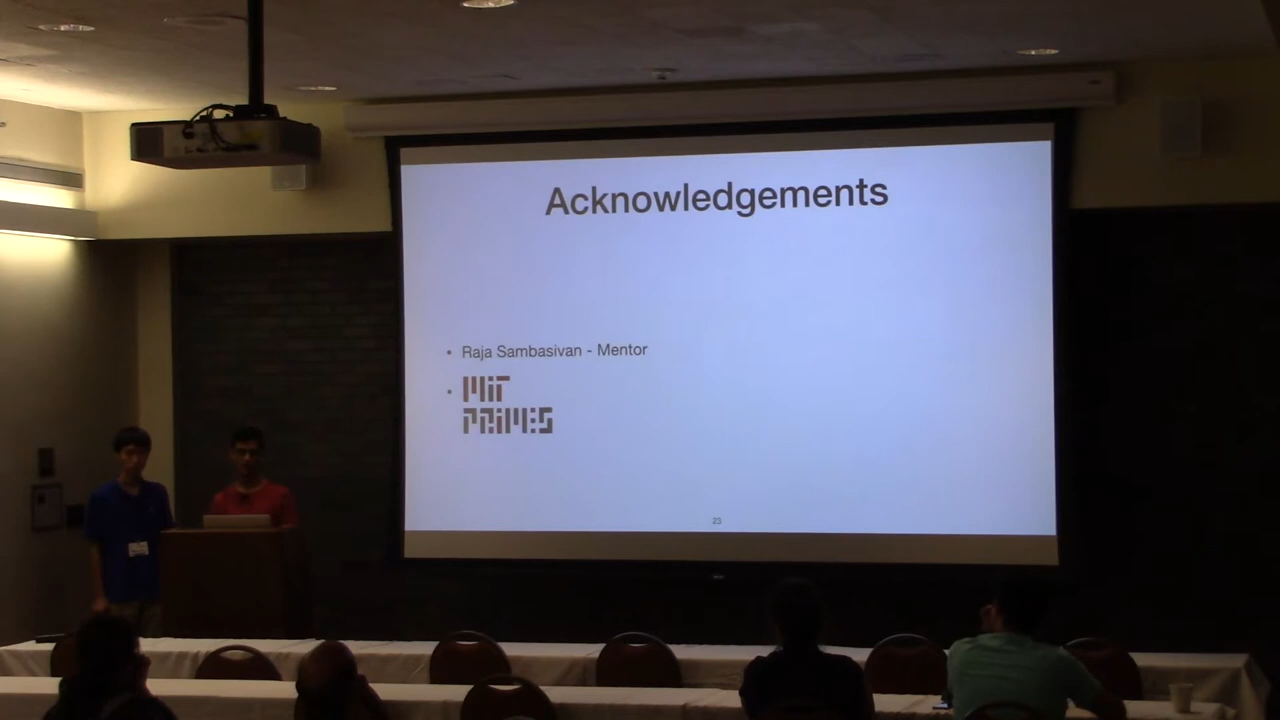 Acknowledgements
• Raja Sambasivan - Mentor
• MIT
PRIMES
23